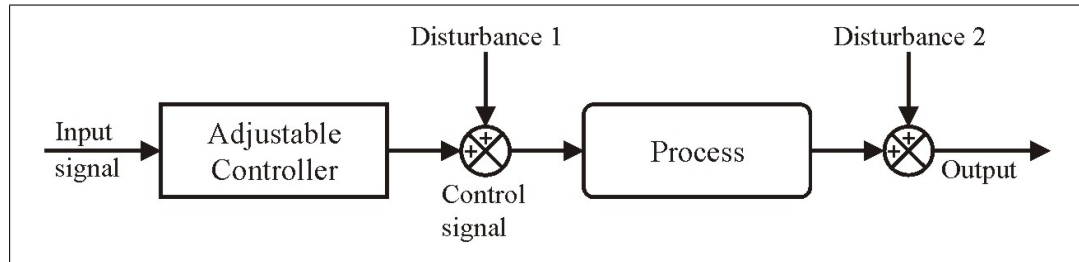 Disturbance 1
Disturbance 2
Input
signal
Adjustable
Controller
+
+
Control
signal
Process
+
+
Output